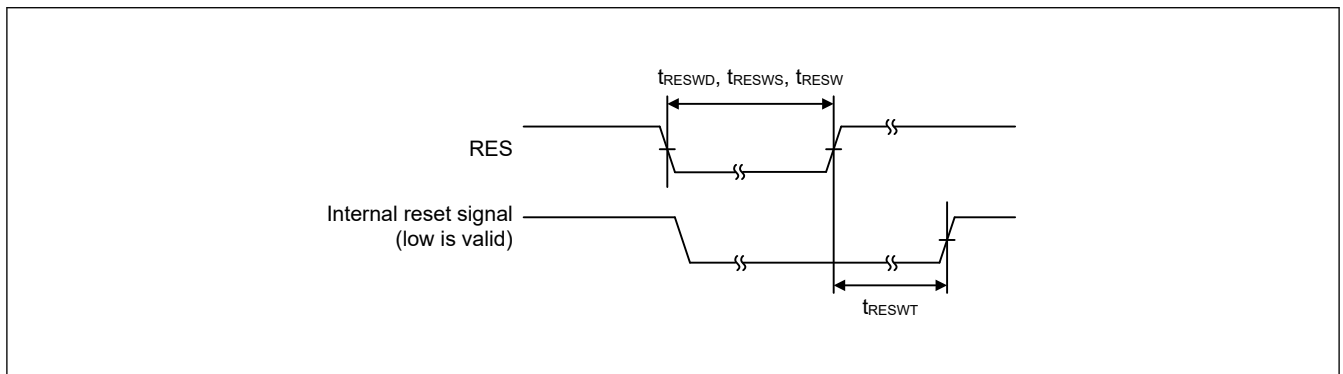 tRESWD, tRESWS, tRESW
RES
Internal reset signal
(low is valid)
tRESWT